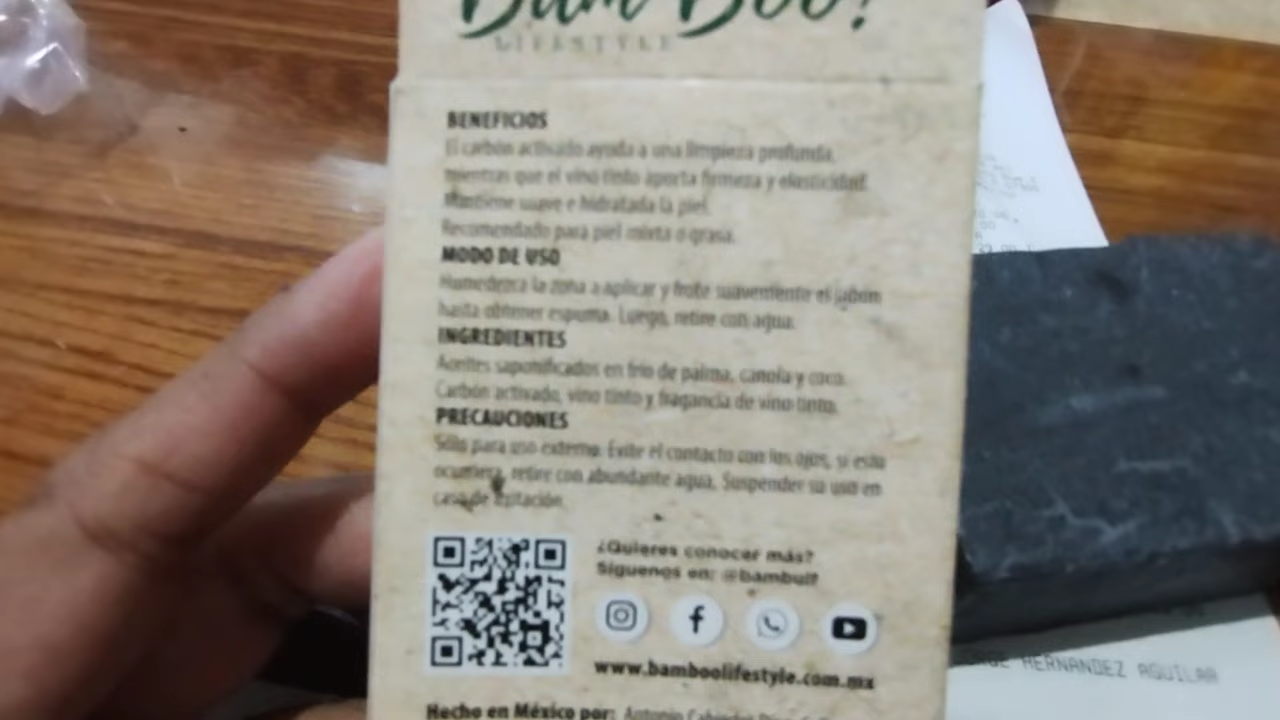 Bam Boo!
LIFESTYLE
BENEFICIOS
El carbón activado ayuda a una limpieza profunda,
mientras que el vino tinto aporta firmeza y elasticidad.
Mantiene suave e hidratada la piel.
Recomendado para piel mixta o grasa.
MODO DE USO
Humedezca la zona a aplicar y frote suavemente el jabón
hasta obtener espuma. Luego, retire con agua.
INGREDIENTES
Aceites saponificados en frío de palma, canola y coco.
Carbón activado, vino tinto y fragancia de vino tinto.
PRECAUCIONES
Sólo para uso externo. Evite el contacto con los ojos, si esto
ocurriera, retire con abundante agua. Suspender su uso en
caso de irritación.
¿Quieres conocer más?
Síguenos en:
www.bamboolifestyle.com.mx
Hecho en México por: Antonio
HERNANDEZ AGUILAR